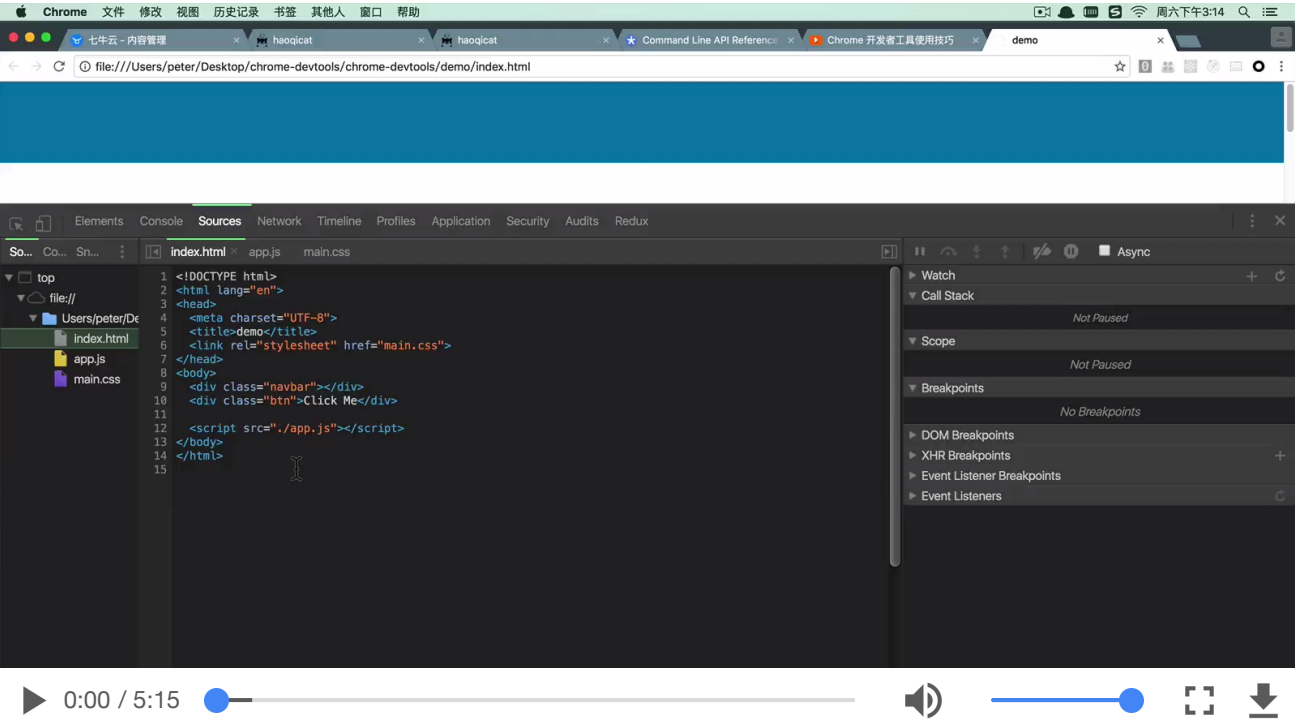 Chrome 文件 修改 视图 历史记录 书签 其他人 窗口 帮助 周六下午3:14
七牛云 - 内容管理 haoqicat haoqicat Command Line API Reference Chrome 开发者工具使用技巧 demo
file:///Users/peter/Desktop/chrome-devtools/chrome-devtools/demo/index.html
Elements Console Sources Network Timeline Profiles Application Security Audits Redux
So... Co... Sn... index.html app.js main.css Async
top
file://
Users/peter/De
index.html
app.js
main.css
1 <!DOCTYPE html>
2 <html lang="en">
3 <head>
4 <meta charset="UTF-8">
5 <title>demo</title>
6 <link rel="stylesheet" href="main.css">
7 </head>
8 <body>
9 <div class="navbar"></div>
10 <div class="btn">Click Me</div>
11
12 <script src="./app.js"></script>
13 </body>
14 </html>
15
Watch
Call Stack
Not Paused
Scope
Not Paused
Breakpoints
No Breakpoints
DOM Breakpoints
XHR Breakpoints
Event Listener Breakpoints
Event Listeners
0:00 / 5:15